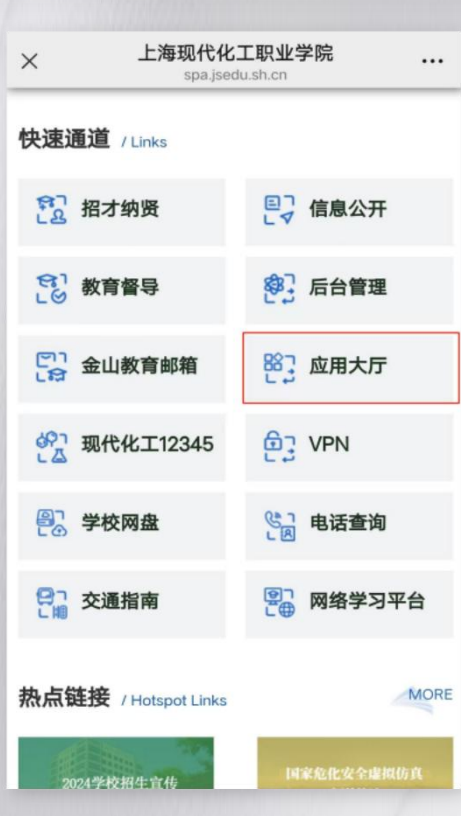 上海现代化工职业学院
spa.jsedu.sh.cn
快速通道 / Links
招才纳贤
信息公开
教育督导
后台管理
金山教育邮箱
应用大厅
现代化工12345
VPN
学校网盘
电话查询
交通指南
网络学习平台
热点链接 / Hotspot Links
MORE
2024学校招生宣传
国家危化安全虚拟仿真